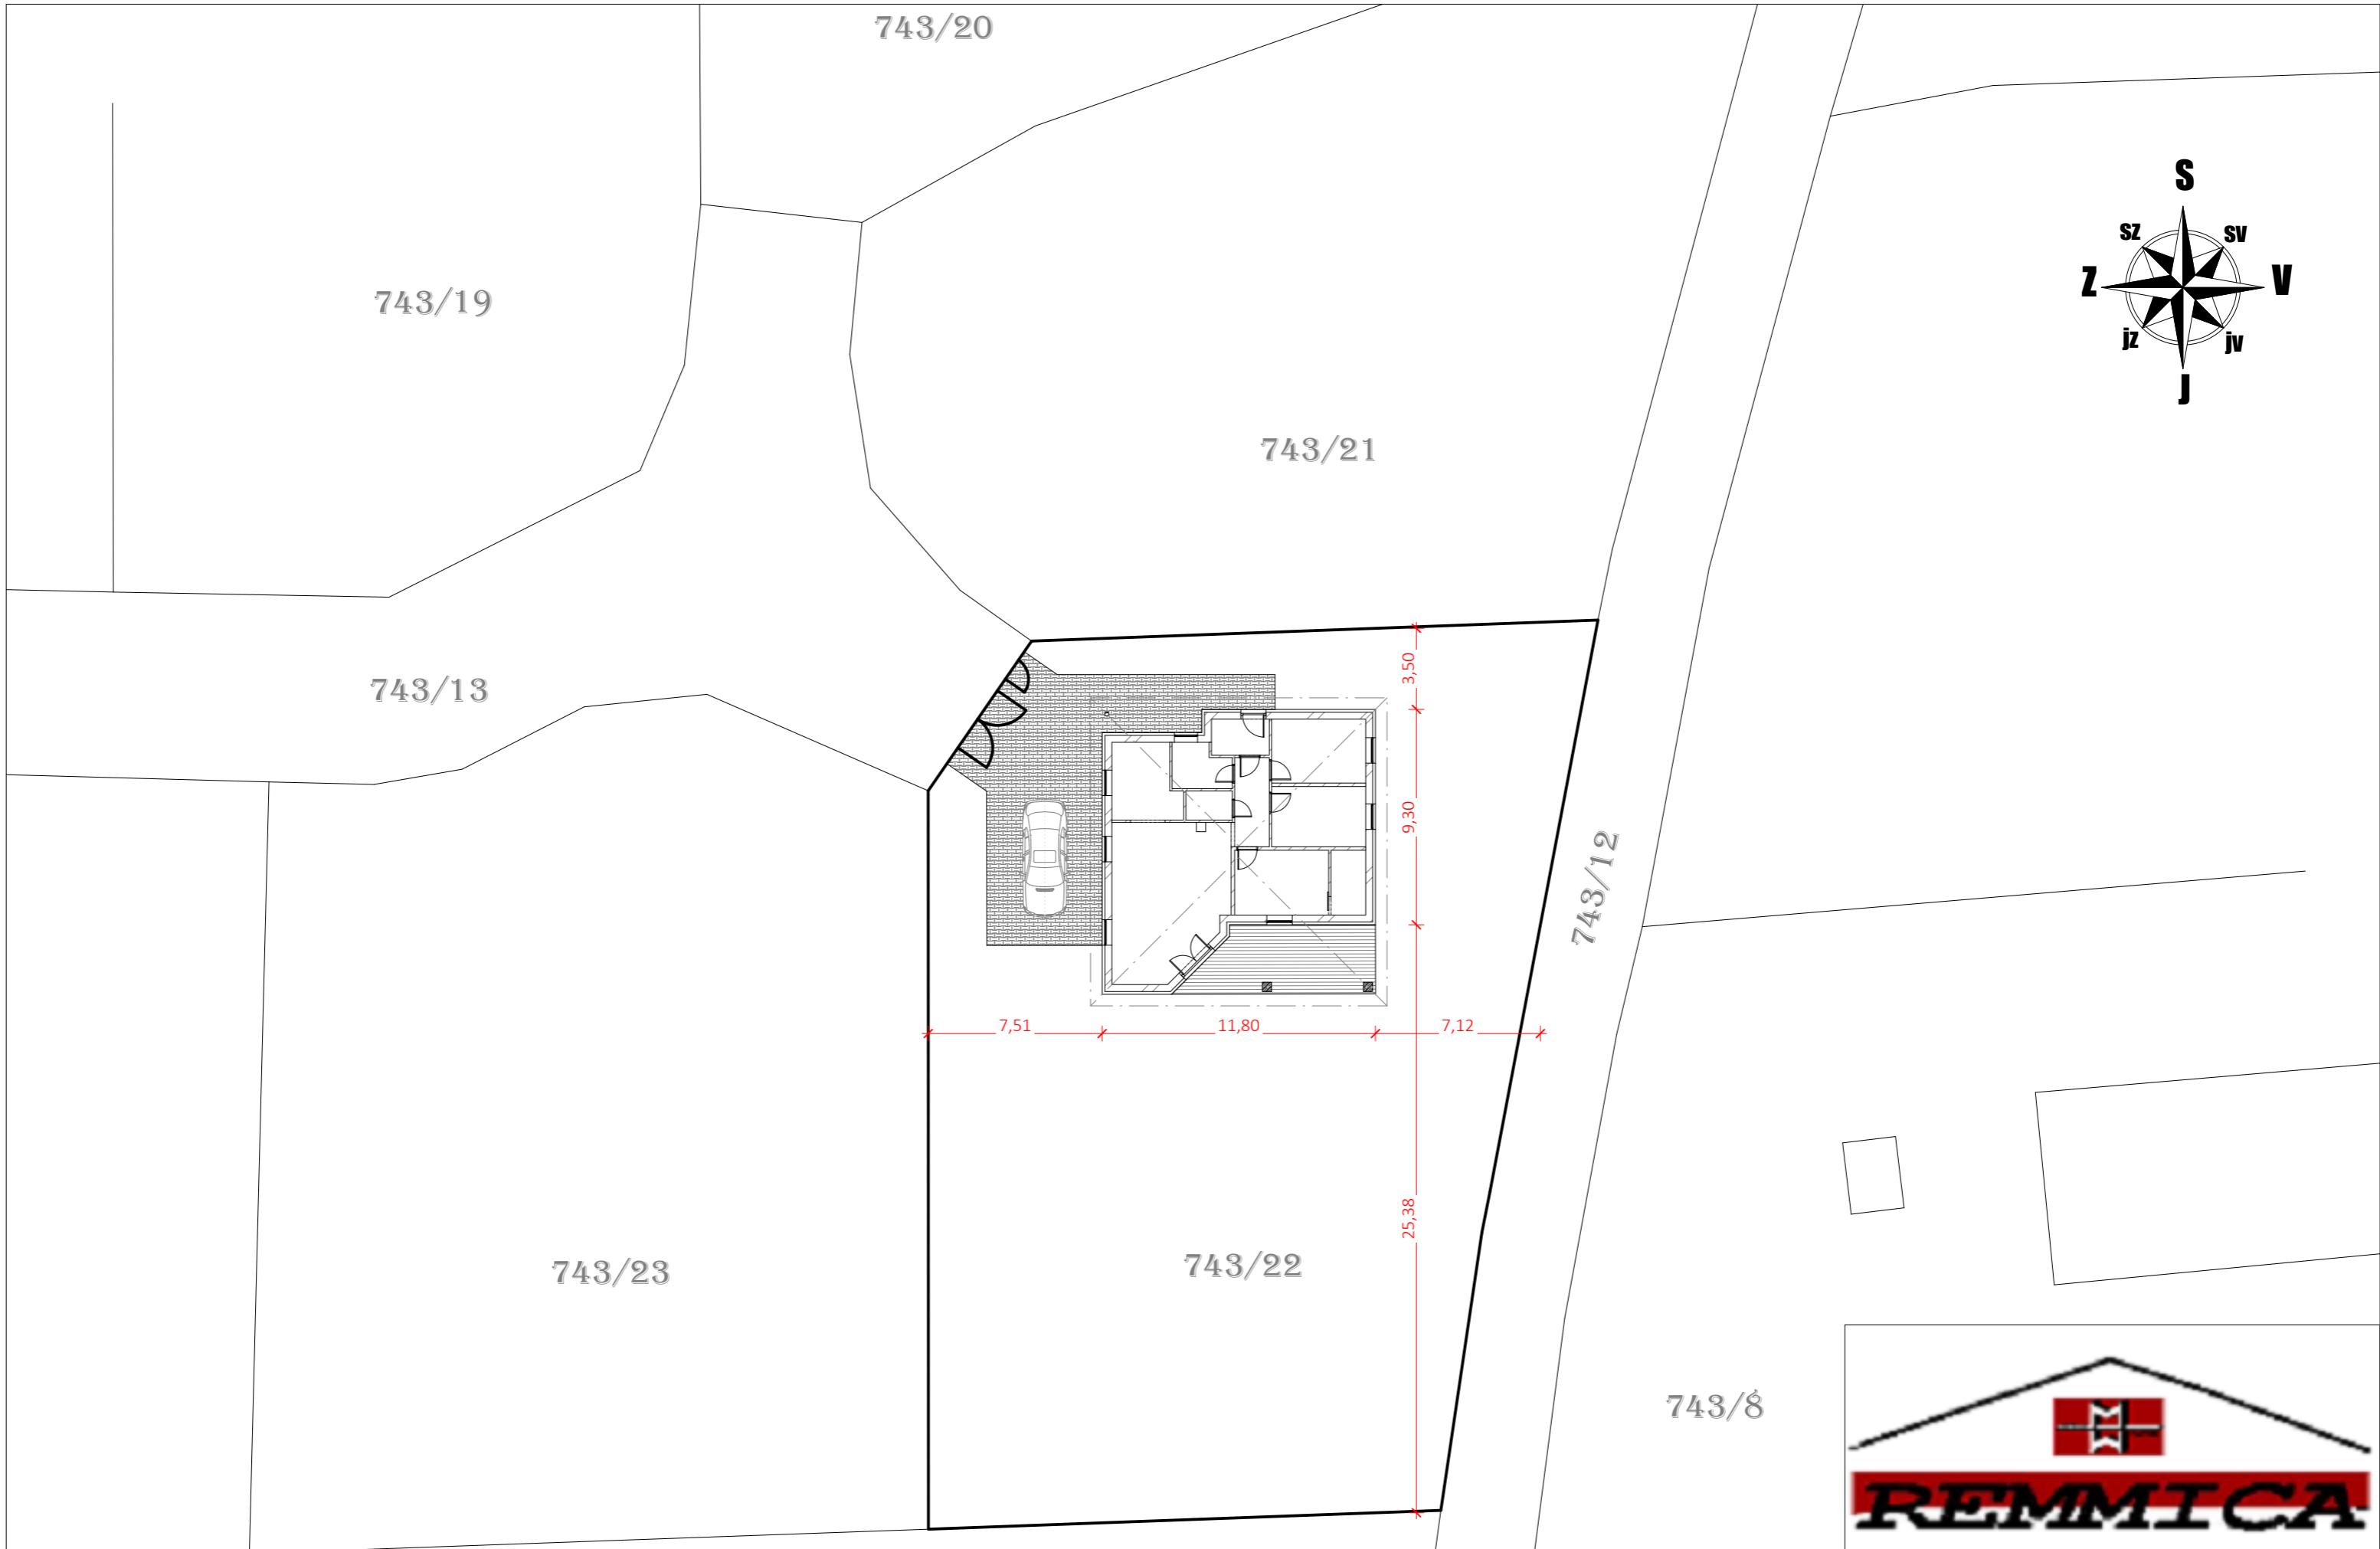 743/20
S
sz
sv
Z
V
jz
jv
J
743/19
743/21
743/13
3,50
9,30
743/12
7,51
11,80
7,12
25,38
743/23
743/22
743/8
REMMICA